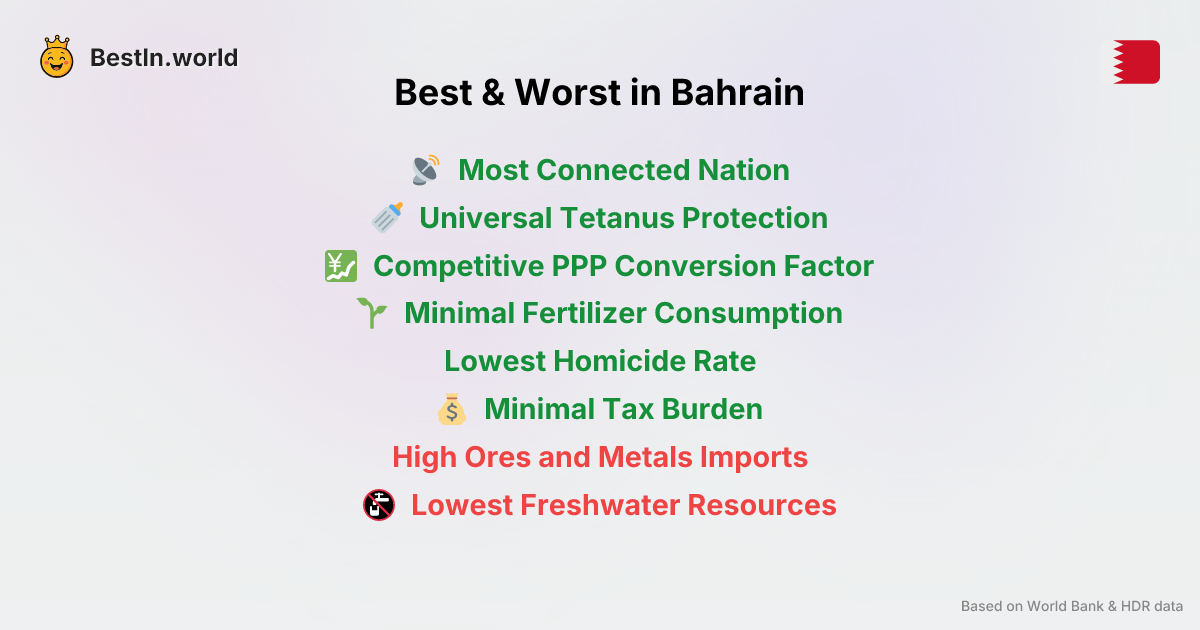 BestIn.world
Best & Worst in Bahrain
Most Connected Nation
Universal Tetanus Protection
Competitive PPP Conversion Factor
Minimal Fertilizer Consumption
Lowest Homicide Rate
Minimal Tax Burden
High Ores and Metals Imports
Lowest Freshwater Resources
Based on World Bank & HDR data